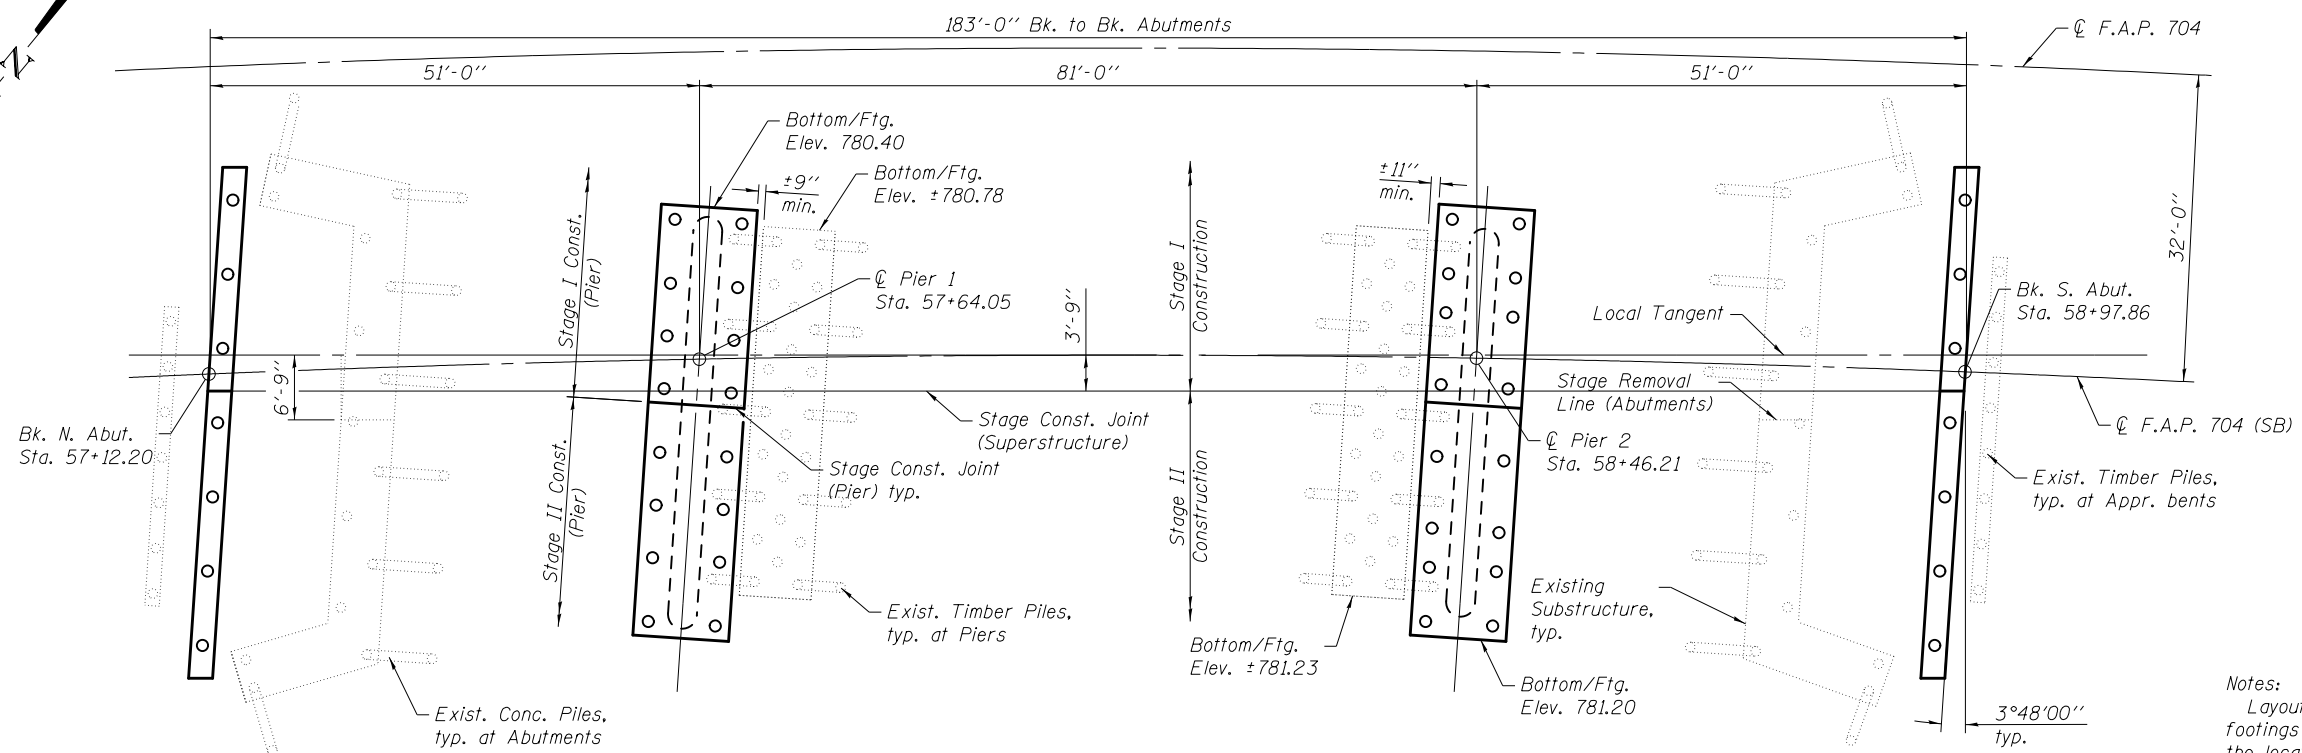 183'-0'' Bk. to Bk. Abutments
℄ F.A.P. 704
51'-0''
81'-0''
51'-0''
N
Bottom/Ftg.
Elev. 780.40
±9''
min.
Bottom/Ftg.
Elev. ±780.78
±11''
min.
Stage I Const.
(Pier)
Stage I
Construction
32'-0''
℄ Pier 1
Sta. 57+64.05
3'-9''
Local Tangent
Bk. S. Abut.
Sta. 58+97.86
6'-9''
Stage Removal
Line (Abutments)
Bk. N. Abut.
Sta. 57+12.20
Stage Const. Joint
(Superstructure)
℄ F.A.P. 704 (SB)
℄ Pier 2
Sta. 58+46.21
Stage Const. Joint
(Pier) typ.
Stage II Const.
(Pier)
Stage II
Construction
Exist. Timber Piles,
typ. at Appr. bents
Exist. Timber Piles,
typ. at Piers
Existing
Substructure,
typ.
Bottom/Ftg.
Elev. ±781.23
Bottom/Ftg.
Elev. 781.20
Exist. Conc. Piles,
typ. at Abutments
3°48'00''
typ.
Notes:
Layout
footings
the loca